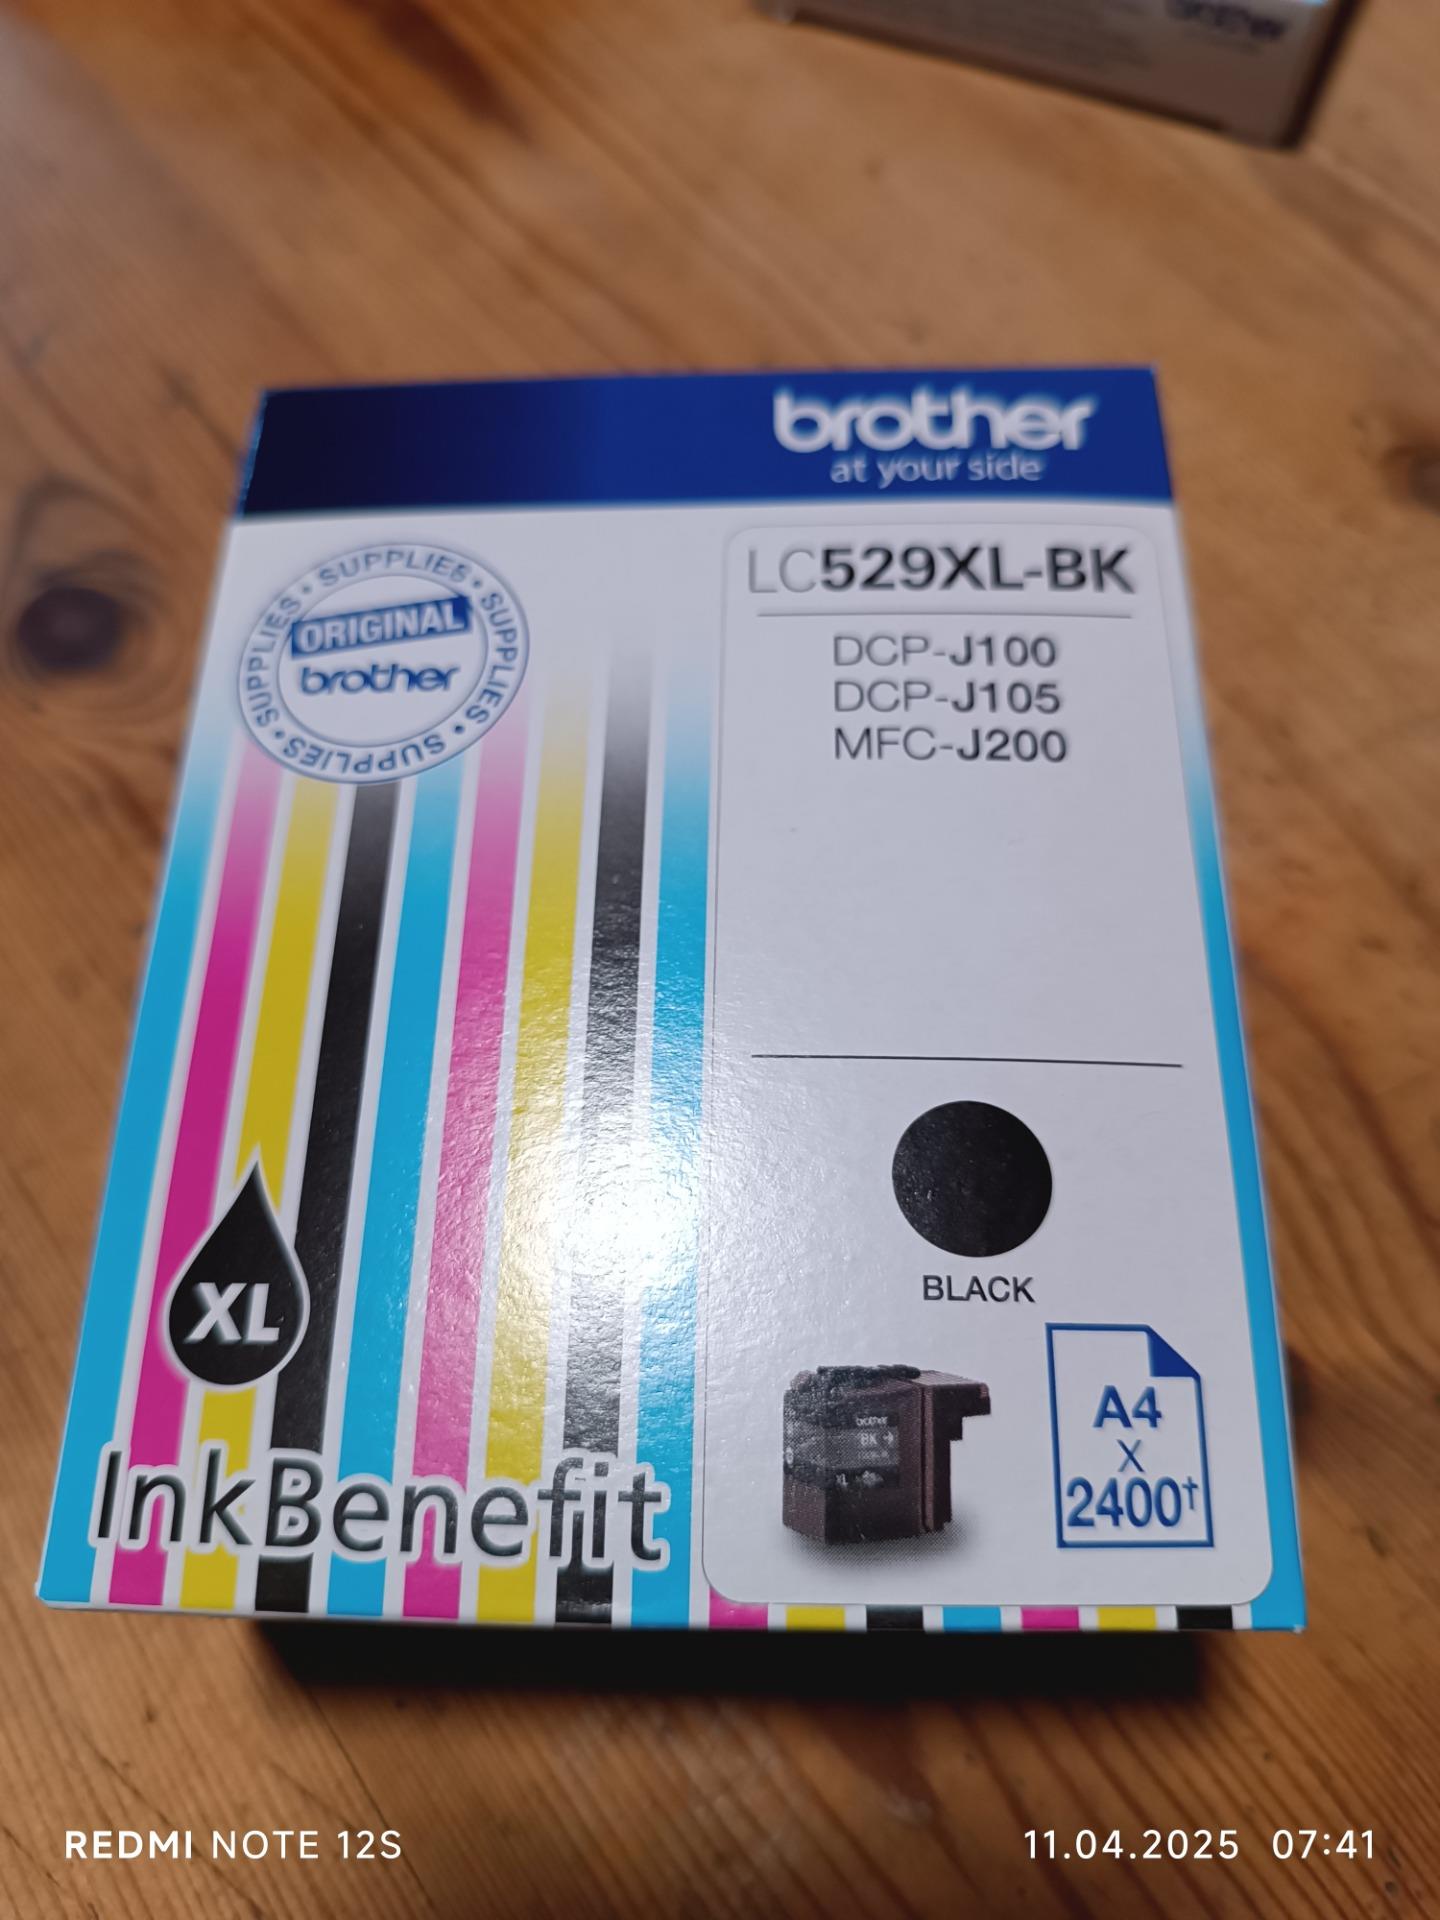 brother
brother
at your side
SUPPLIES • SUPPLIES • SUPPLIES • SUPPLIES •
ORIGINAL
brother
LC529XL-BK
DCP-J100
DCP-J105
MFC-J200
BLACK
XL
brother
BK
XL
A4
x
2400†
InkBenefit
REDMI NOTE 12S
11.04.2025 07:41